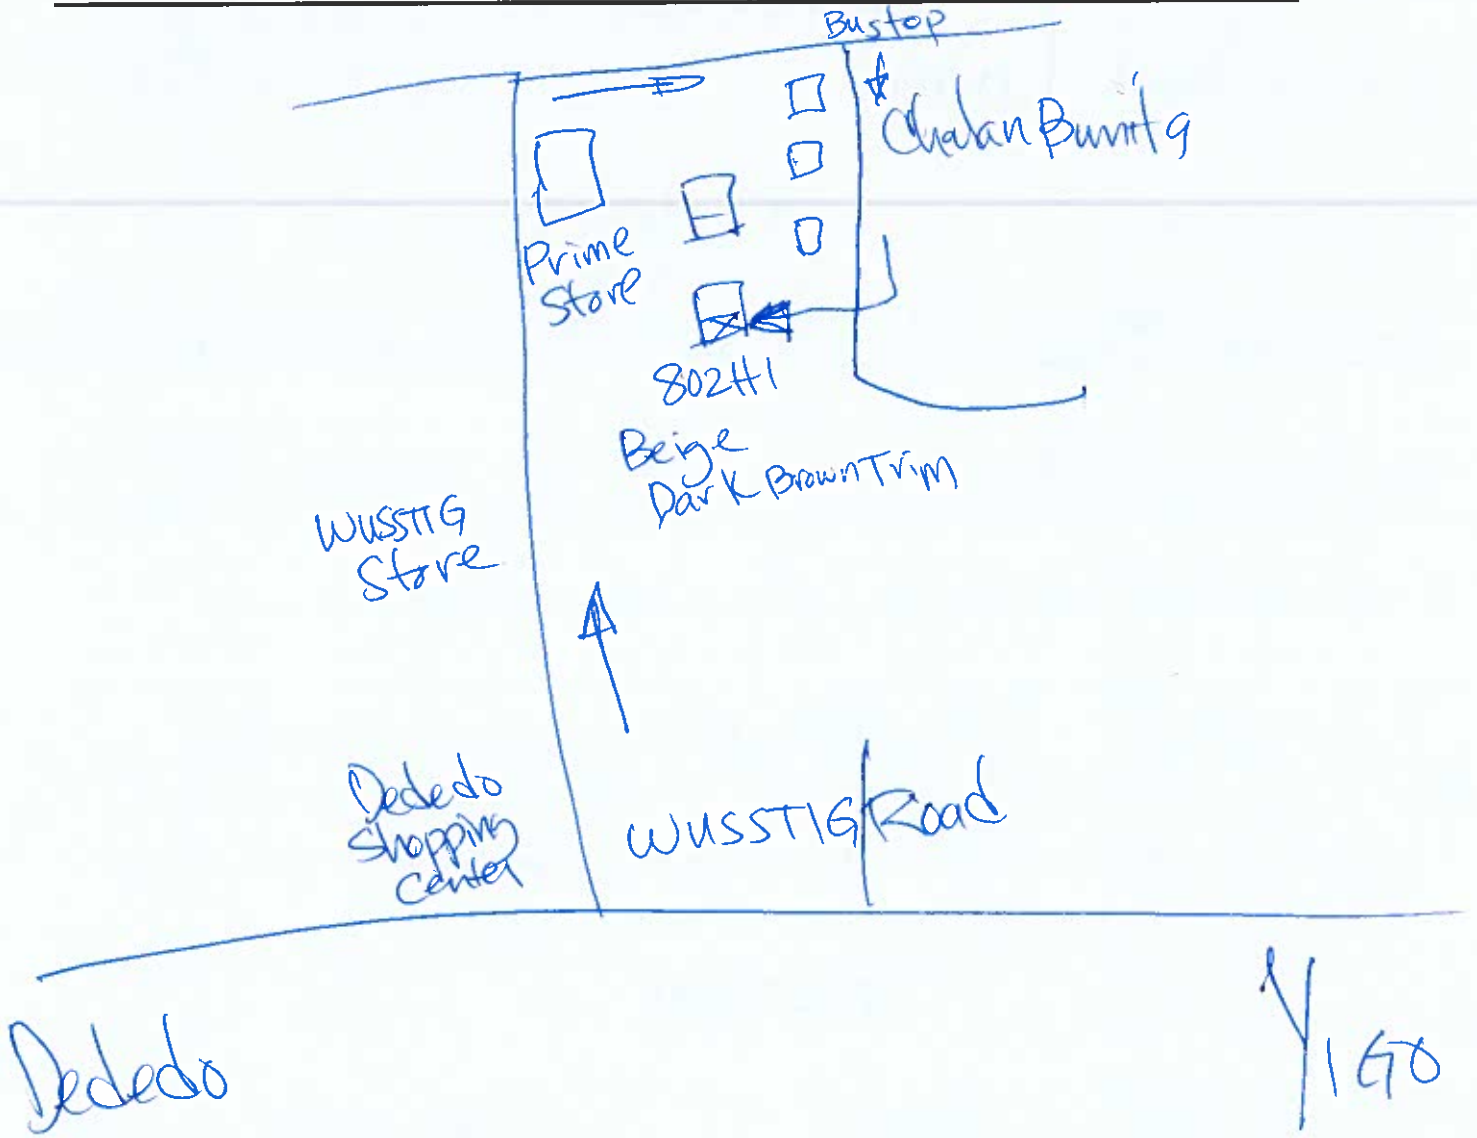 Bustop
Chalan Bunita
Prime
Store
802H1
Beige
Dark Brown Trim
WUSSTIG
Store
Dededo
Shopping
Center
WUSSTIG Road
Dededo
YIGO